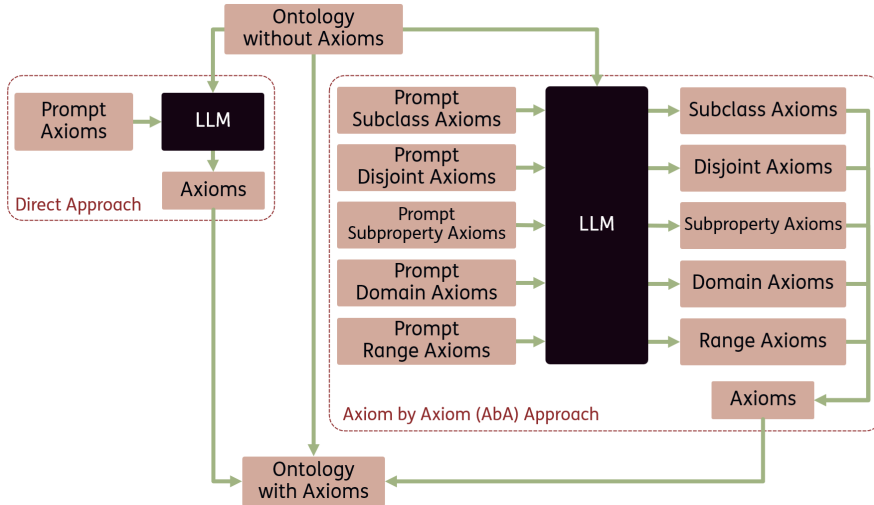 Ontology
without Axioms
Prompt
Axioms
LLM
Axioms
Direct Approach
Prompt
Subclass Axioms
Prompt
Disjoint Axioms
Prompt
Subproperty Axioms
Prompt
Domain Axioms
Prompt
Range Axioms
LLM
Subclass Axioms
Disjoint Axioms
Subproperty Axioms
Domain Axioms
Range Axioms
Axioms
Axiom by Axiom (AbA) Approach
Ontology
with Axioms